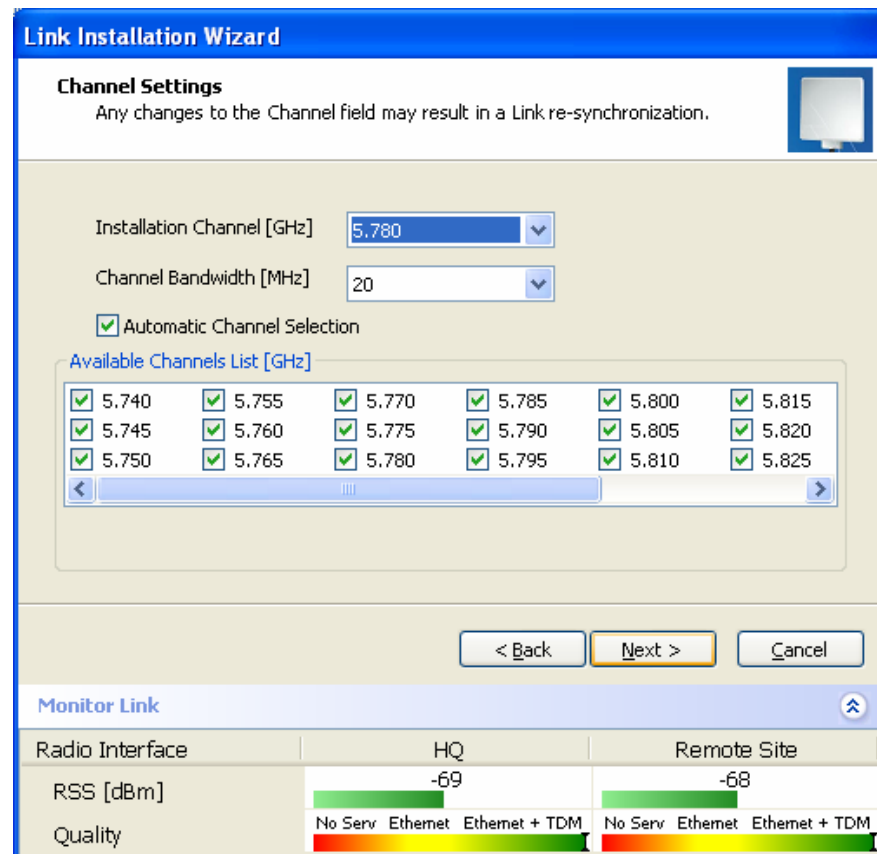 Link Installation Wizard
Channel Settings
Any changes to the Channel field may result in a Link re-synchronization.
Installation Channel [GHz] 5.780
Channel Bandwidth [MHz] 20
Automatic Channel Selection
Available Channels List [GHz]
5.740 5.755 5.770 5.785 5.800 5.815
5.745 5.760 5.775 5.790 5.805 5.820
5.750 5.765 5.780 5.795 5.810 5.825
< Back Next > Cancel
Monitor Link
Radio Interface HQ Remote Site
RSS [dBm] -69 -68
Quality No Serv Ethernet Ethernet + TDM No Serv Ethernet Ethernet + TDM